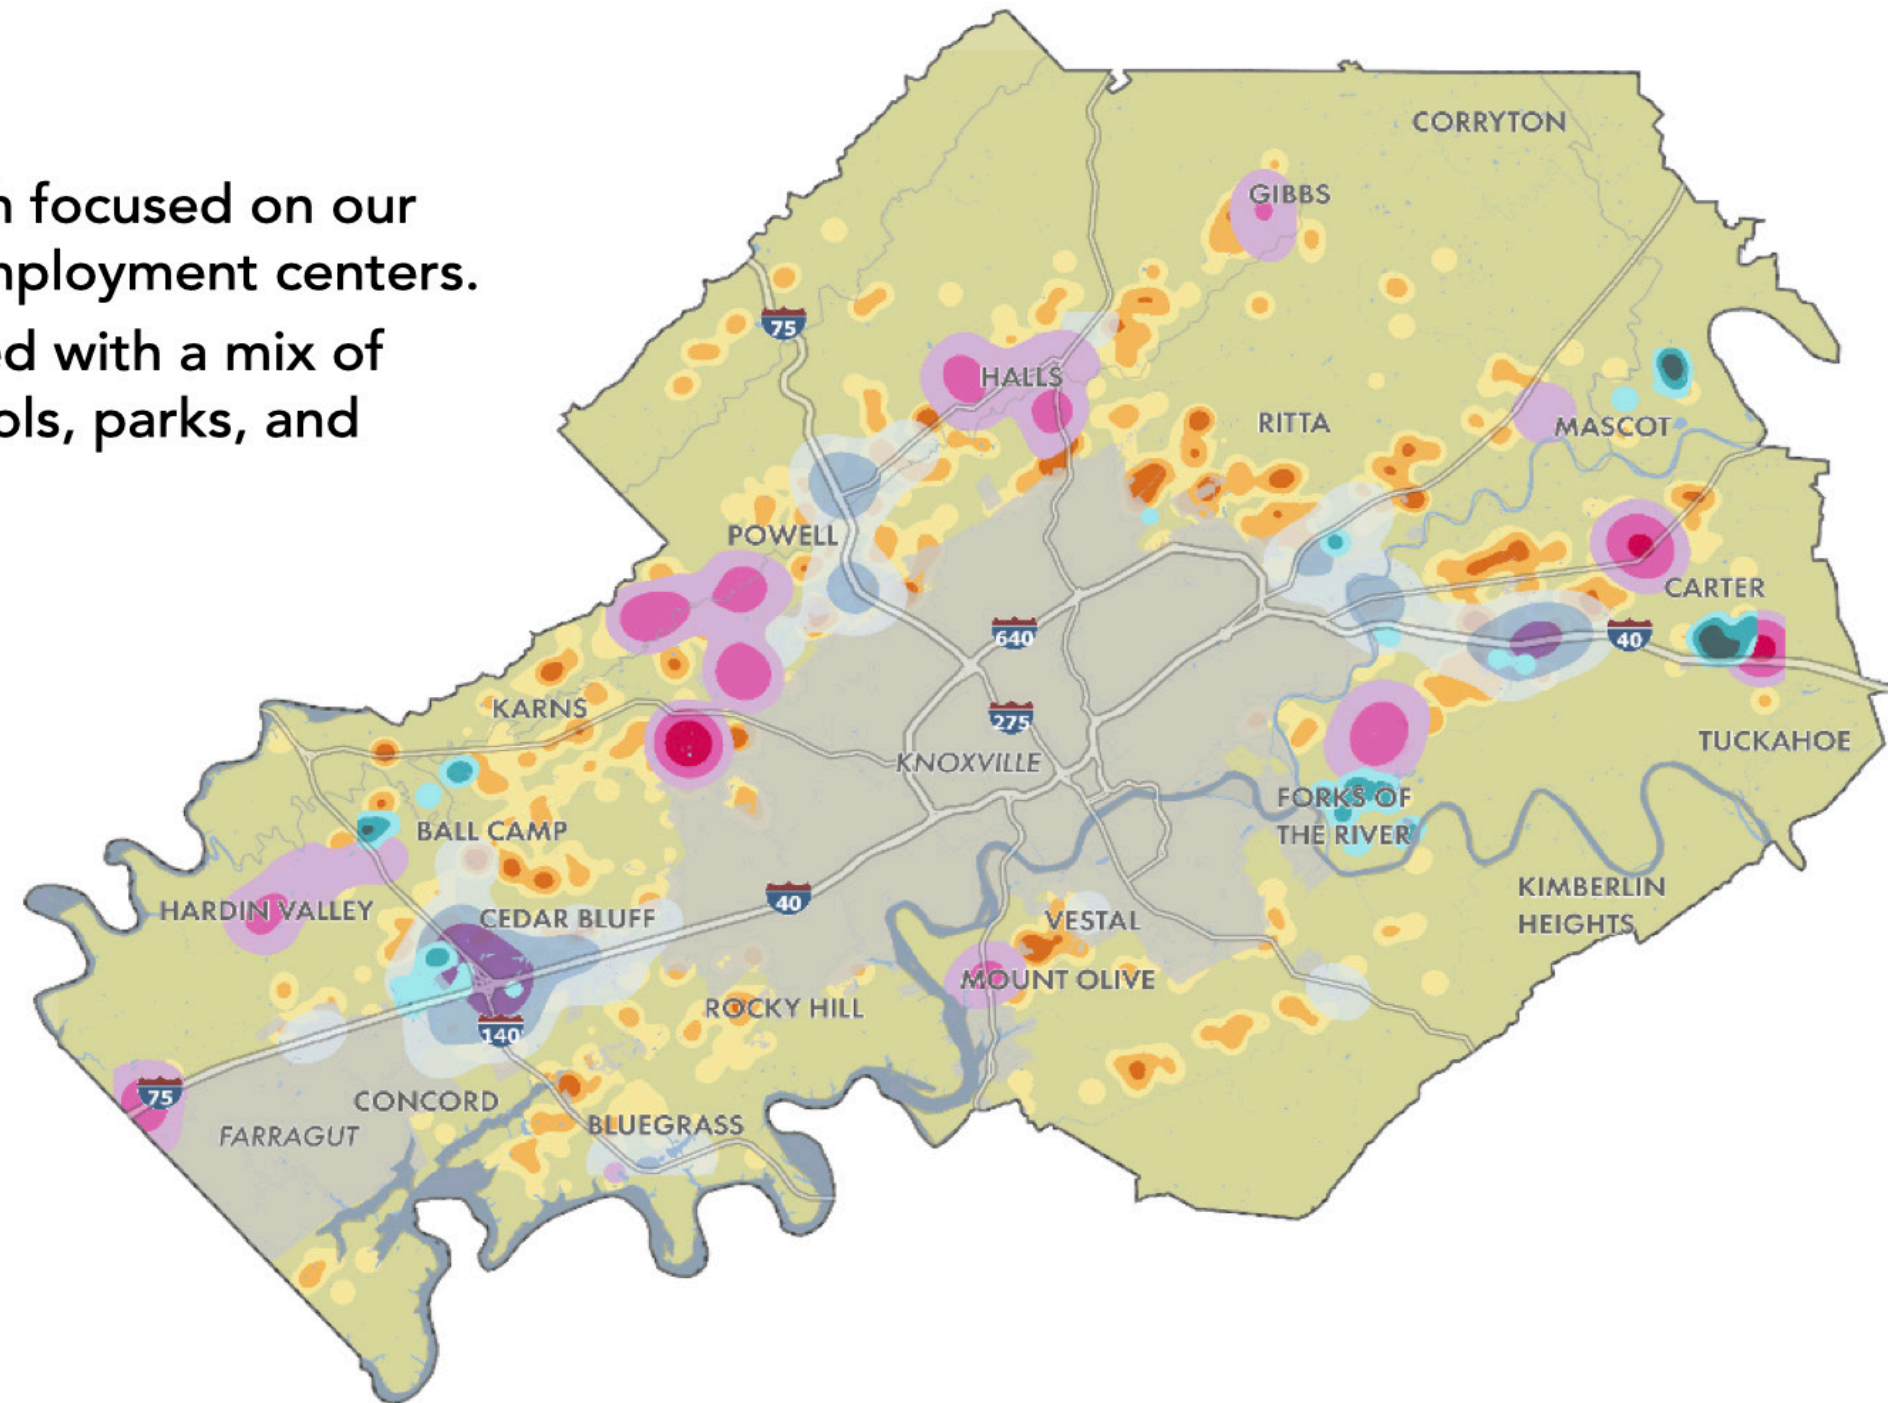 focused on our
employment centers.
with a mix of
parks, and
CORRYTON
GIBBS
75
HALLS
RITTA
MASCOT
POWELL
CARTER
640
40
KARNS
275
KNOXVILLE
TUCKAHOE
FORKS OF
THE RIVER
BALL CAMP
KIMBERLIN
HEIGHTS
HARDIN VALLEY
CEDAR BLUFF
40
VESTAL
MOUNT OLIVE
ROCKY HILL
140
75
CONCORD
BLUEGRASS
FARRAGUT